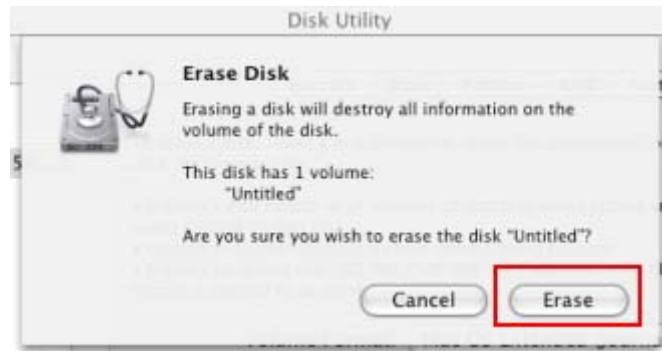 Disk Utility
Erase Disk
Erasing a disk will destroy all information on the
volume of the disk.
5
This disk has 1 volume:
"Untitled"
Are you sure you wish to erase the disk "Untitled"?
Cancel
Erase